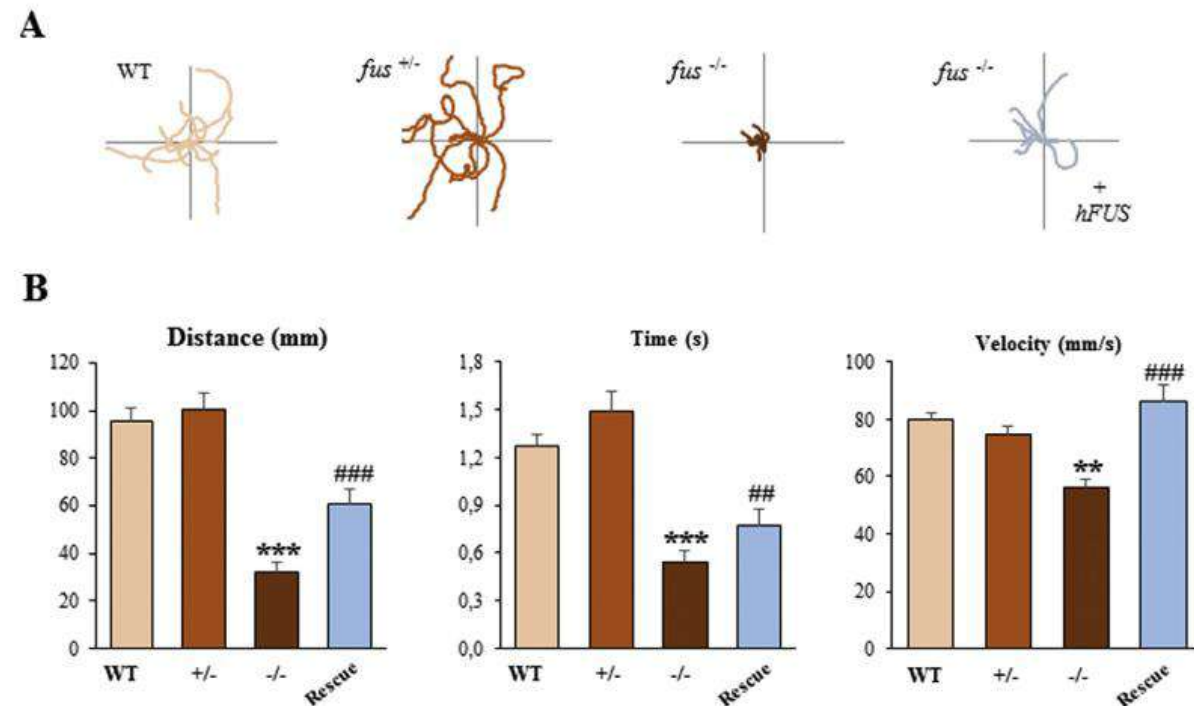 A
WT
fus +/-
fus -/-
fus -/-
+
hFUS
B
Distance (mm)
120
100
80
60
40
20
0
***
###
WT
+/-
-/-
Rescue
Time (s)
1,8
1,5
1,2
0,9
0,6
0,3
0,0
***
##
WT
+/-
-/-
Rescue
Velocity (mm/s)
100
80
60
40
20
0
**
###
WT
+/-
-/-
Rescue